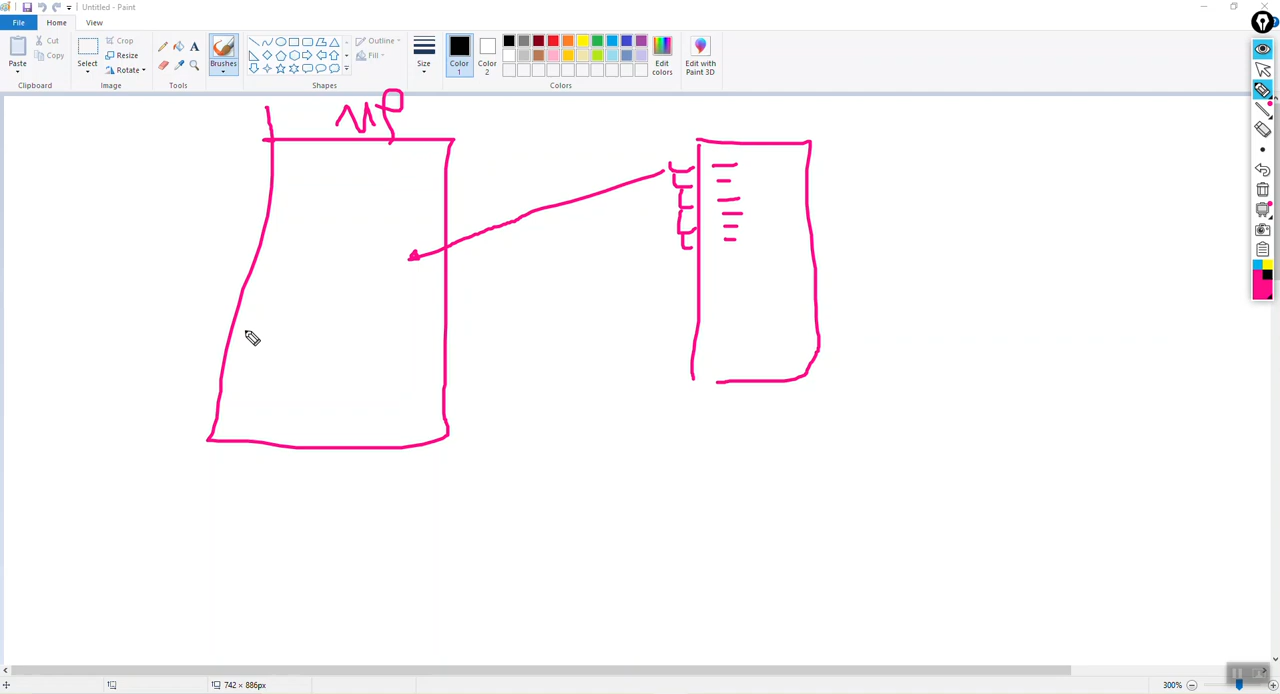 Untitled - Paint
File
Home
View
Paste
Cut
Copy
Clipboard
Select
Crop
Resize
Rotate
Image
A
Tools
Brushes
Outline
Fill
Shapes
Size
Color
1
Color
2
Edit
colors
Colors
Edit with
Paint 3D
MP
742 × 886px
300%